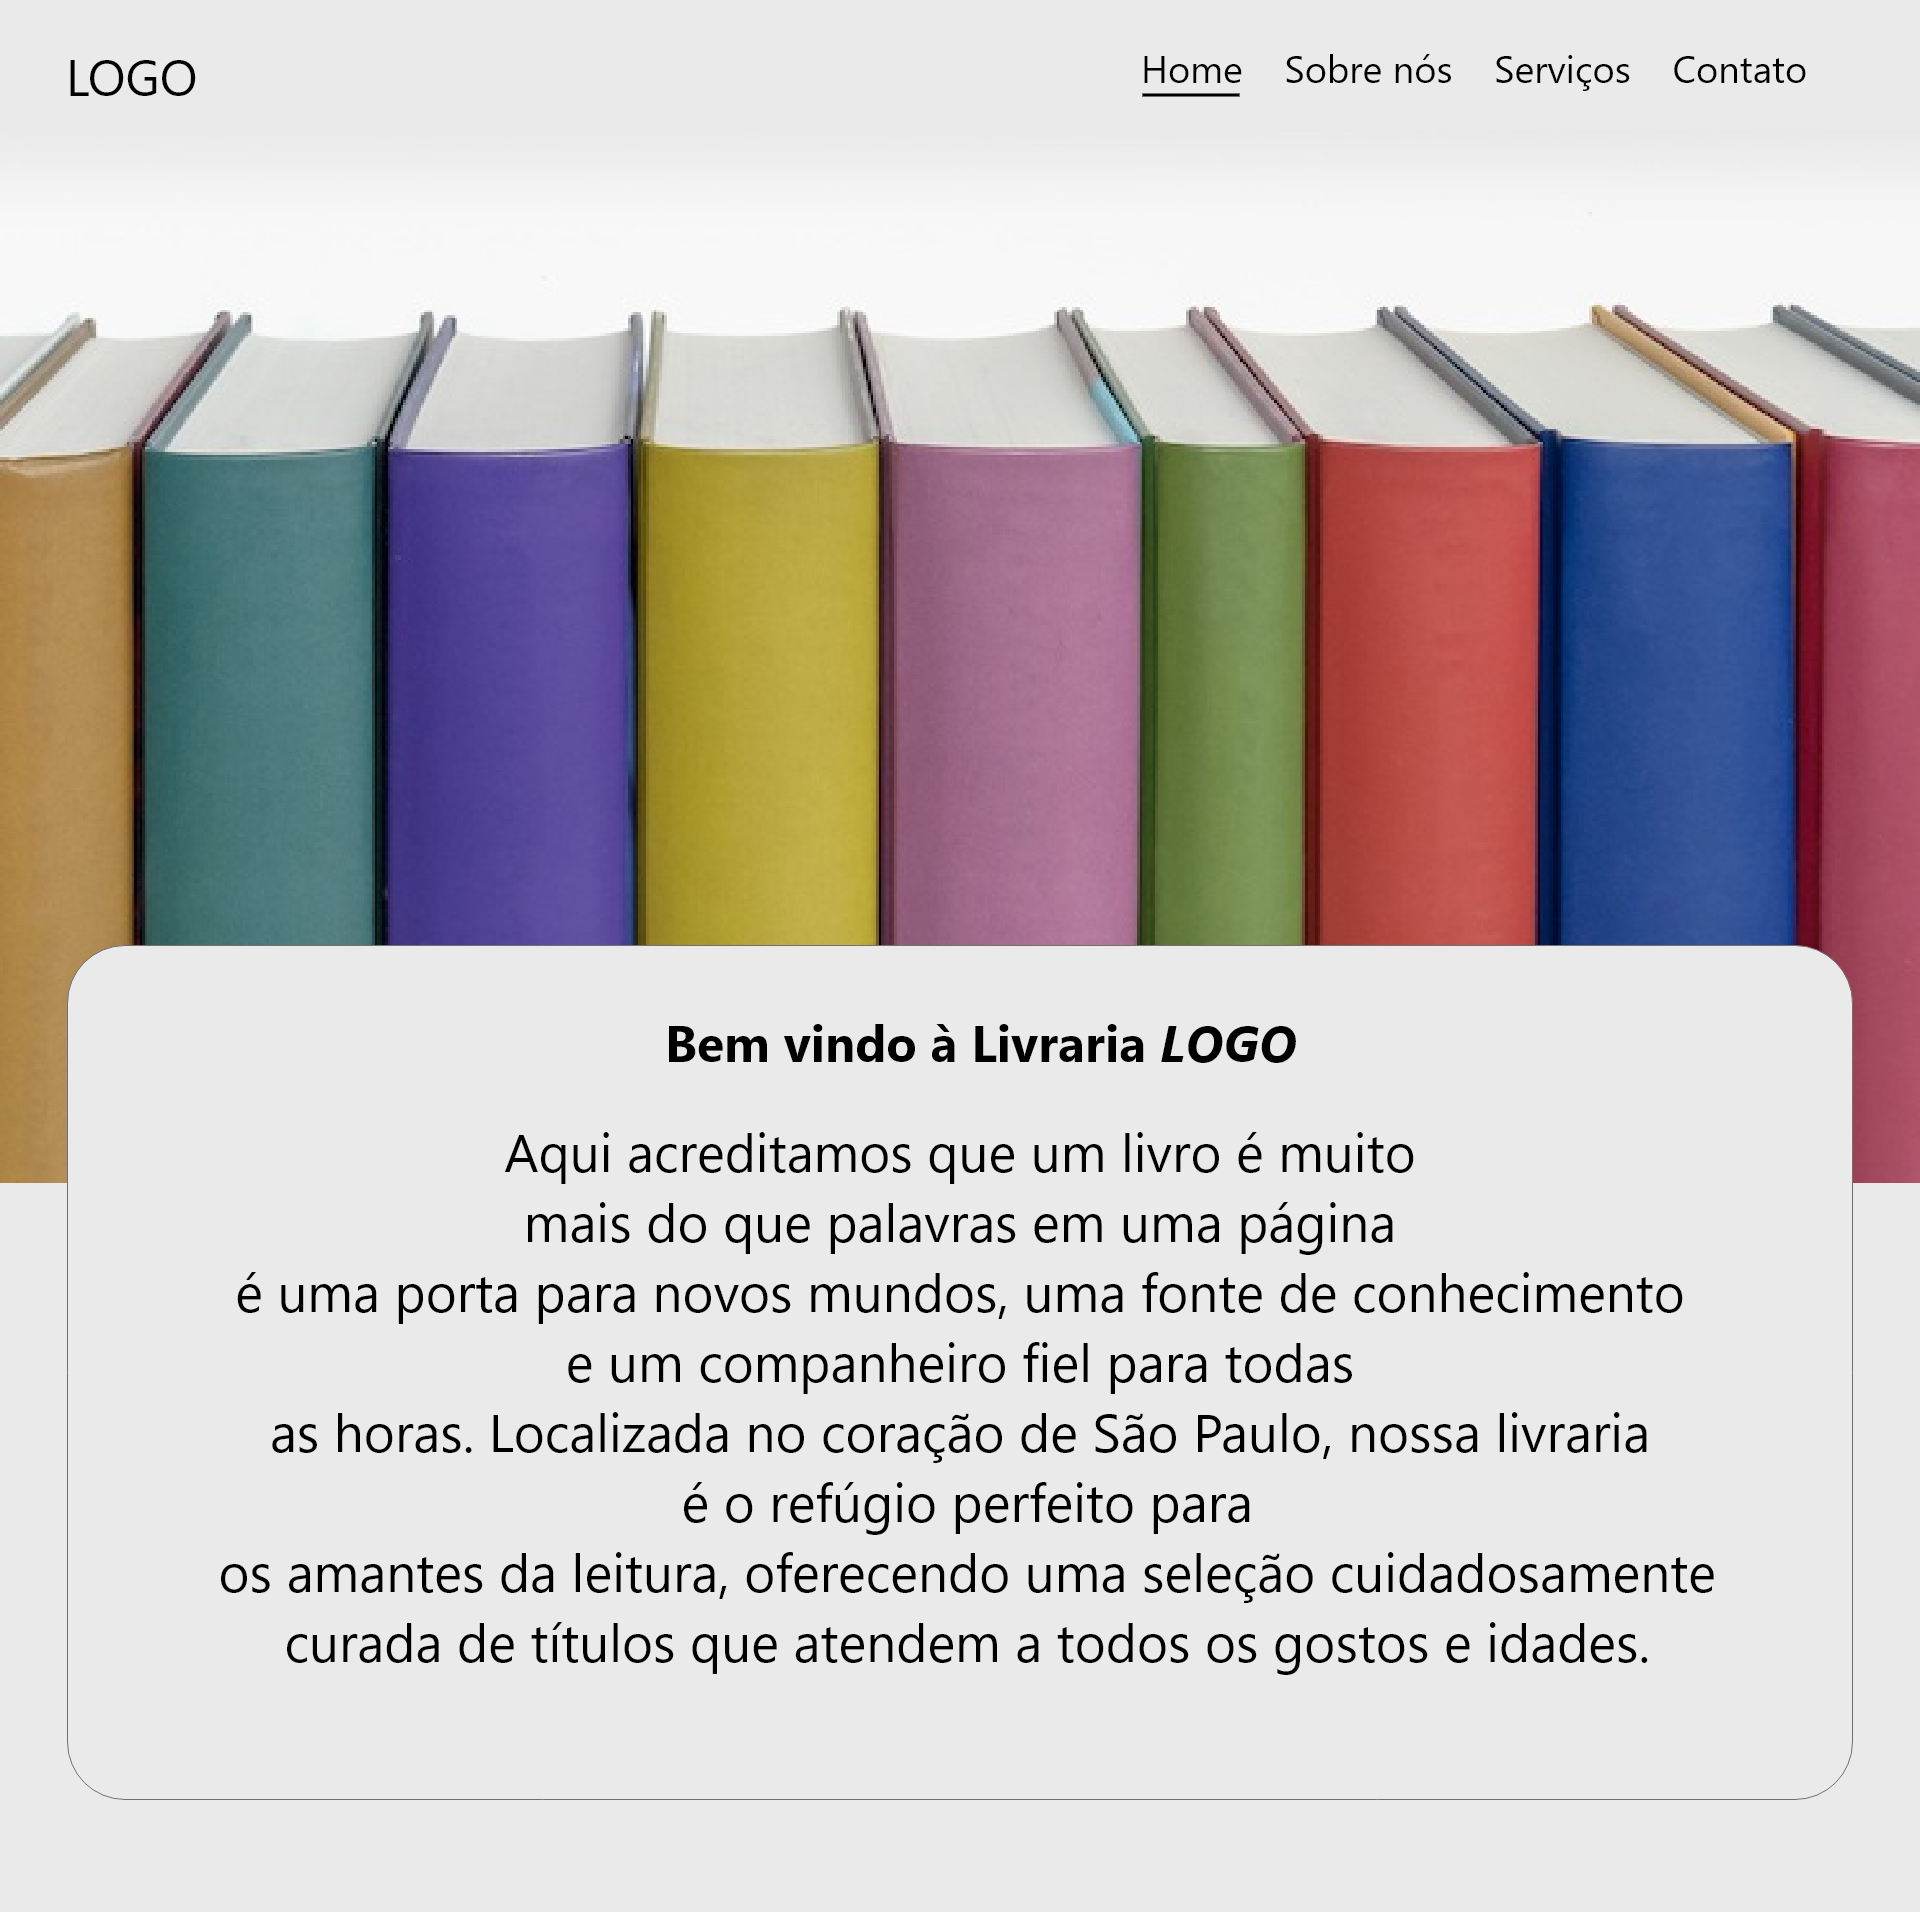 LOGO
Home Sobre nós Serviços Contato
Bem vindo à Livraria LOGO
Aqui acreditamos que um livro é muito
mais do que palavras em uma página
é uma porta para novos mundos, uma fonte de conhecimento
e um companheiro fiel para todas
as horas. Localizada no coração de São Paulo, nossa livraria
é o refúgio perfeito para
os amantes da leitura, oferecendo uma seleção cuidadosamente
curada de títulos que atendem a todos os gostos e idades.